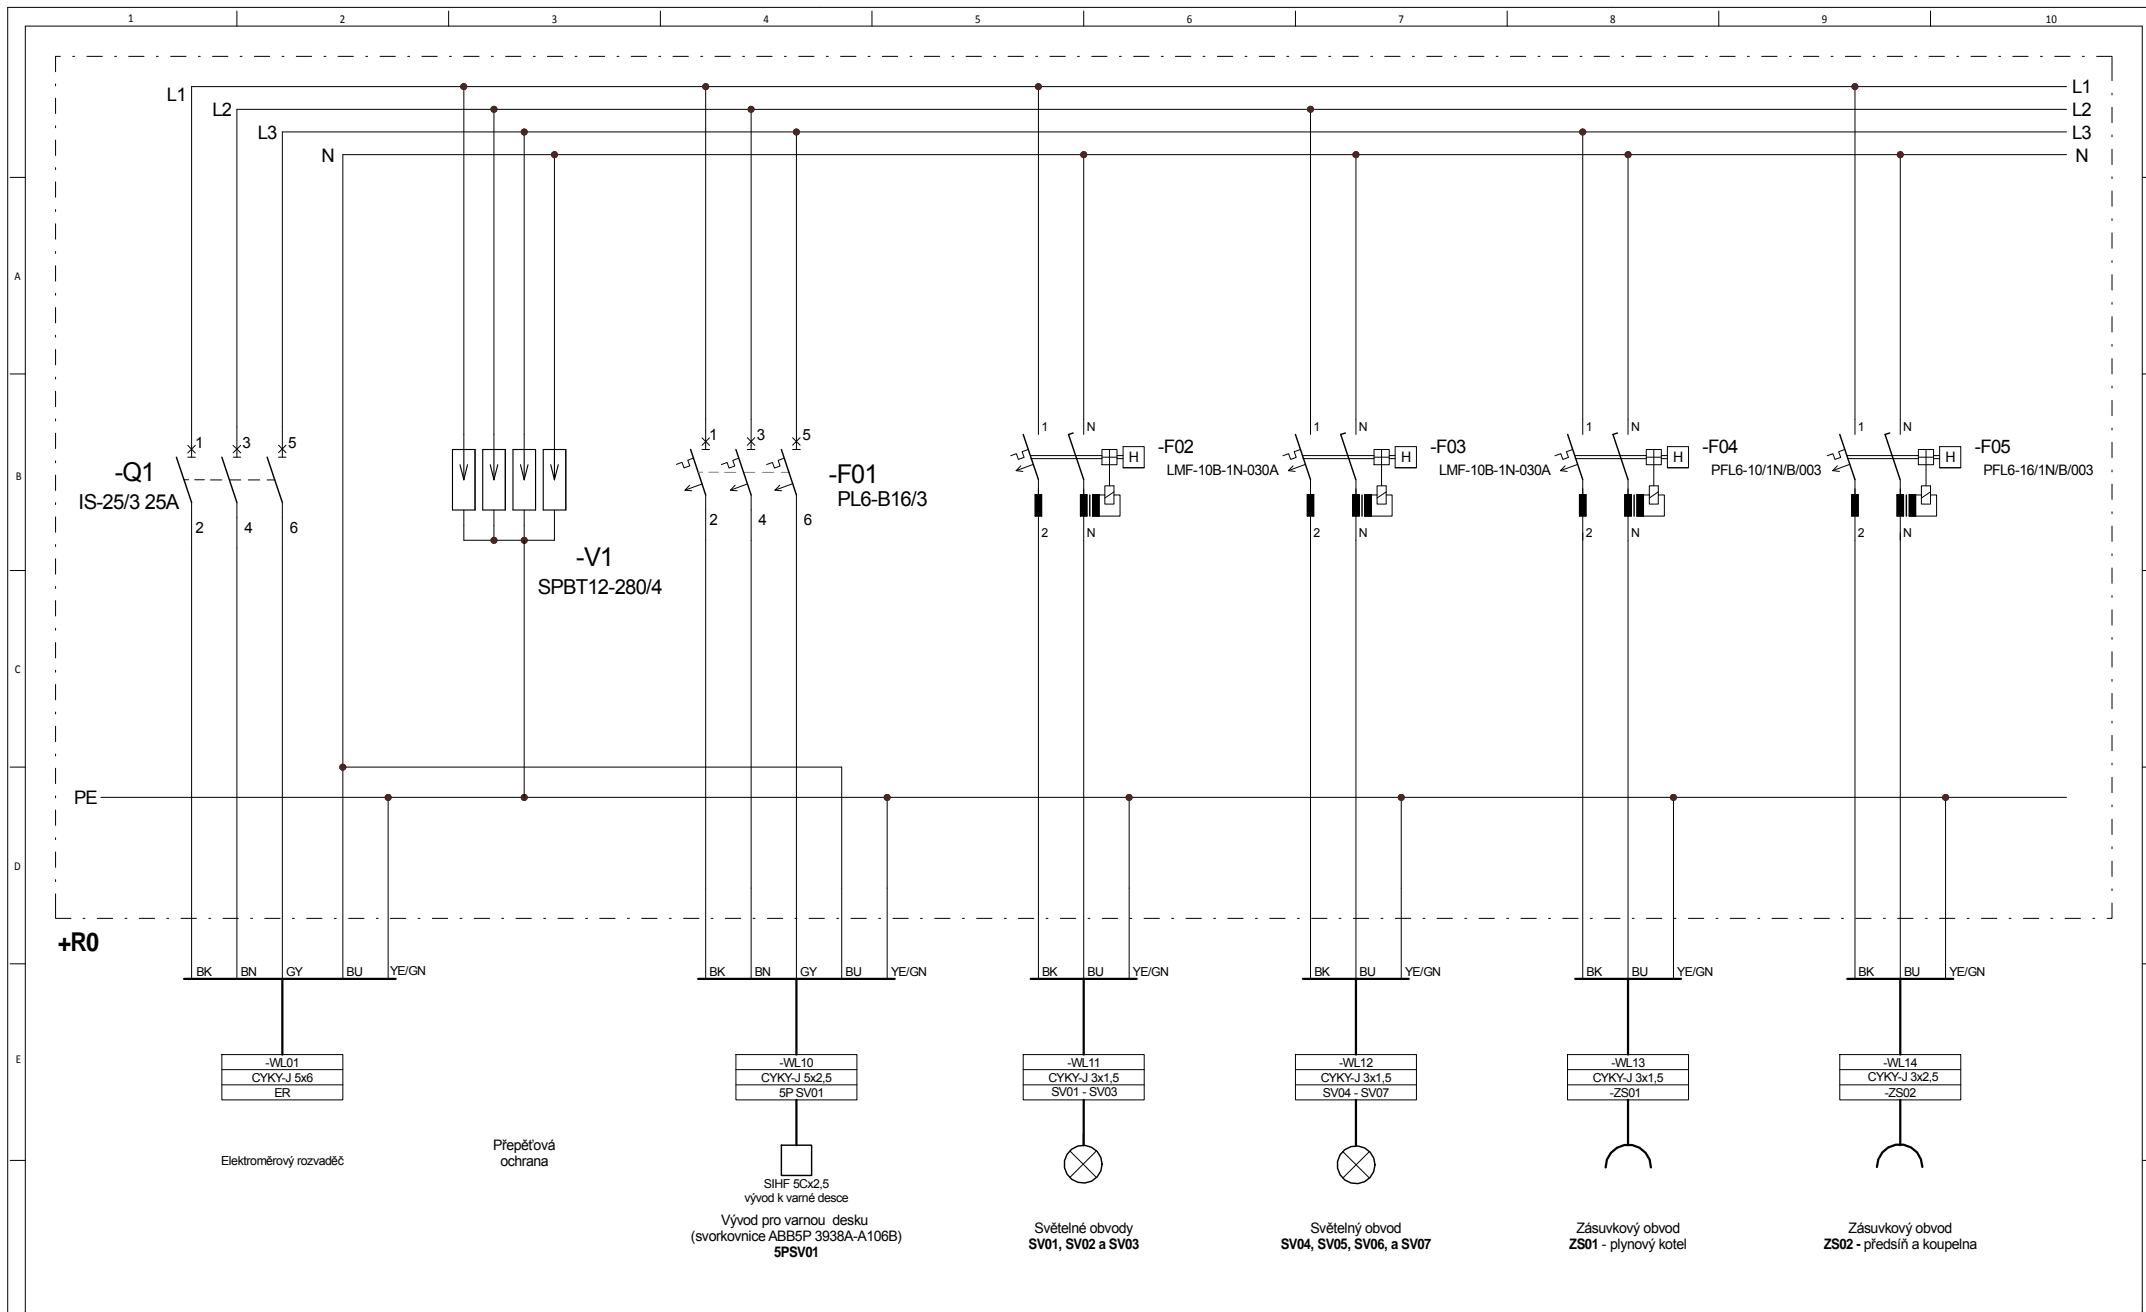 1 2 3 4 5 6 7 8 9 10
L1 L1
L2 L2
L3 L3
N N
A
B
C
D
E
-Q1
IS-25/3 25A
1 3 5
2 4 6
-V1
SPBT12-280/4
1 3 5
2 4 6
-F01
PL6-B16/3
1 N
H
-F02
LMF-10B-1N-030A
2 N
1 N
H
-F03
LMF-10B-1N-030A
2 N
1 N
H
-F04
PFL6-10/1N/B/003
2 N
1 N
H
-F05
PFL6-16/1N/B/003
2 N
PE
+R0
BK BN GY BU YE/GN
BK BN GY BU YE/GN
BK BU YE/GN
BK BU YE/GN
BK BU YE/GN
BK BU YE/GN
-WL01
CYKY-J 5x6
ER
Elektroměrový rozvaděč
Přepěťová
ochrana
-WL10
CYKY-J 5x2,5
5P SV01
SIHF 5Cx2,5
vývod k varné desce
Vývod pro varnou desku
(svorkovnice ABB5P 3938A-A106B)
5PSV01
-WL11
CYKY-J 3x1,5
SV01 - SV03
Světelné obvody
SV01, SV02 a SV03
-WL12
CYKY-J 3x1,5
SV04 - SV07
Světelný obvod
SV04, SV05, SV06, a SV07
-WL13
CYKY-J 3x1,5
-ZS01
Zásuvkový obvod
ZS01 - plynový kotel
-WL14
CYKY-J 3x2,5
-ZS02
Zásuvkový obvod
ZS02 - předsíň a koupelna